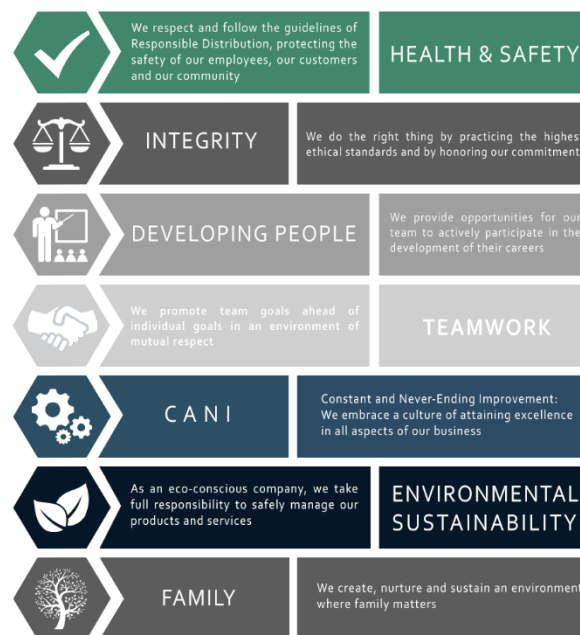 We respect and follow the guidelines of
Responsible Distribution, protecting the
safety of our employees, our customers
and our community
HEALTH & SAFETY
INTEGRITY
We do the right thing by practicing the highest
ethical standards and by honoring our commitment
DEVELOPING PEOPLE
We provide opportunities for our
team to actively participate in the
development of their careers
We promote team goals ahead of
individual goals in an environment of
mutual respect
TEAMWORK
CANI
Constant and Never-Ending Improvement:
We embrace a culture of attaining excellence
in all aspects of our business
As an eco-conscious company, we take
full responsibility to safely manage our
products and services
ENVIRONMENTAL
SUSTAINABILITY
FAMILY
We create, nurture and sustain an environment
where family matters